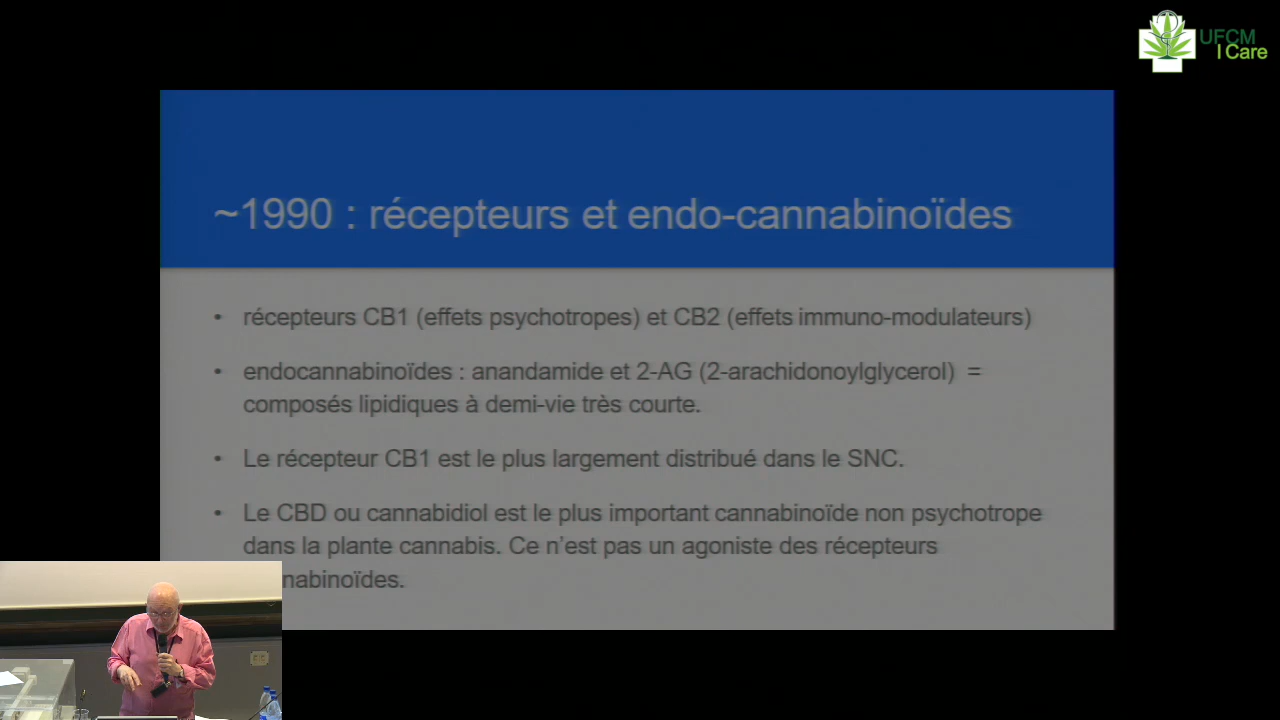 UFCM
I Care
~1990 : récepteurs et endo-cannabinoïdes
• récepteurs CB1 (effets psychotropes) et CB2 (effets immuno-modulateurs)
• endocannabinoïdes : anandamide et 2-AG (2-arachidonoylglycerol) =
composés lipidiques à demi-vie très courte.
• Le récepteur CB1 est le plus largement distribué dans le SNC.
• Le CBD ou cannabidiol est le plus important cannabinoïde non psychotrope
dans la plante cannabis. Ce n’est pas un agoniste des récepteurs
nnabinoïdes.